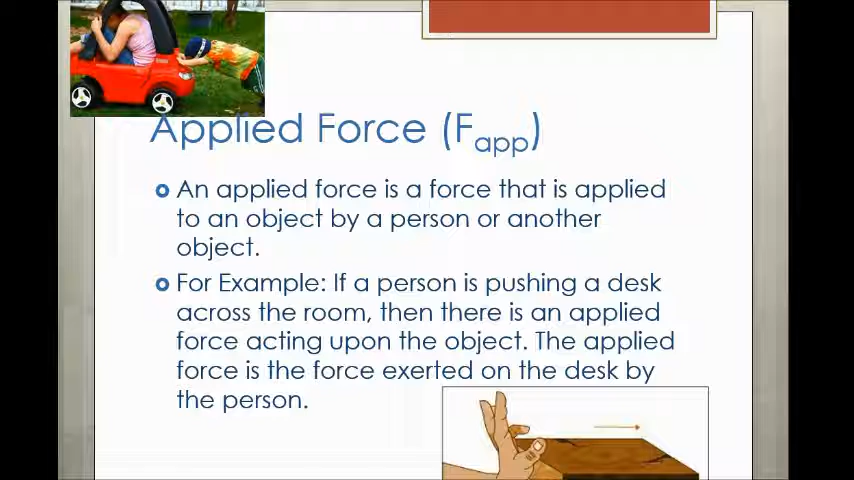 Applied Force (Fapp)
An applied force is a force that is applied
to an object by a person or another
object.
For Example: If a person is pushing a desk
across the room, then there is an applied
force acting upon the object. The applied
force is the force exerted on the desk by
the person.